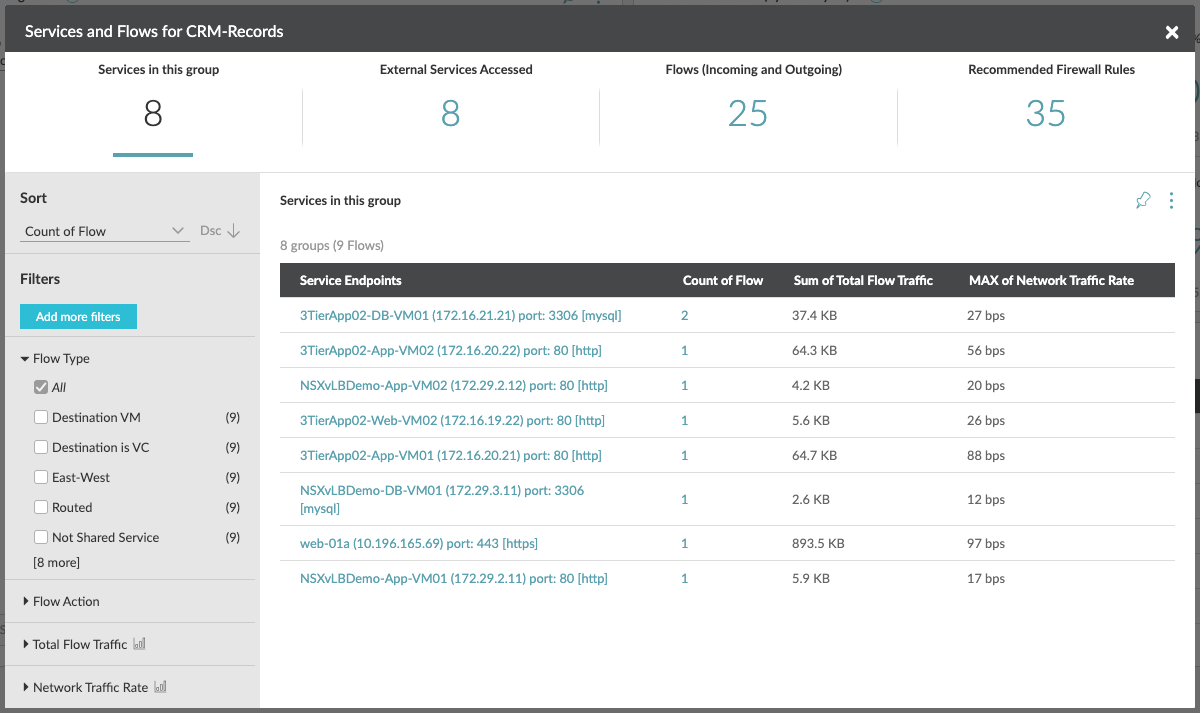 Services and Flows for CRM-Records
Services in this group
External Services Accessed
Flows (Incoming and Outgoing)
Recommended Firewall Rules
8
8
25
35
Sort
Count of Flow
Dsc
Filters
Add more filters
Flow Type
All
Destination VM (9)
Destination is VC (9)
East-West (9)
Routed (9)
Not Shared Service (9)
[8 more]
Flow Action
Total Flow Traffic
Network Traffic Rate
Services in this group
8 groups (9 Flows)
Service Endpoints Count of Flow Sum of Total Flow Traffic MAX of Network Traffic Rate
3TierApp02-DB-VM01 (172.16.21.21) port: 3306 [mysql] 2 37.4 KB 27 bps
3TierApp02-App-VM02 (172.16.20.22) port: 80 [http] 1 64.3 KB 56 bps
NSXvLBDemo-App-VM02 (172.29.2.12) port: 80 [http] 1 4.2 KB 20 bps
3TierApp02-Web-VM02 (172.16.19.22) port: 80 [http] 1 5.6 KB 26 bps
3TierApp02-App-VM01 (172.16.20.21) port: 80 [http] 1 64.7 KB 88 bps
NSXvLBDemo-DB-VM01 (172.29.3.11) port: 3306
[mysql] 1 2.6 KB 12 bps
web-01a (10.196.165.69) port: 443 [https] 1 893.5 KB 97 bps
NSXvLBDemo-App-VM01 (172.29.2.11) port: 80 [http] 1 5.9 KB 17 bps